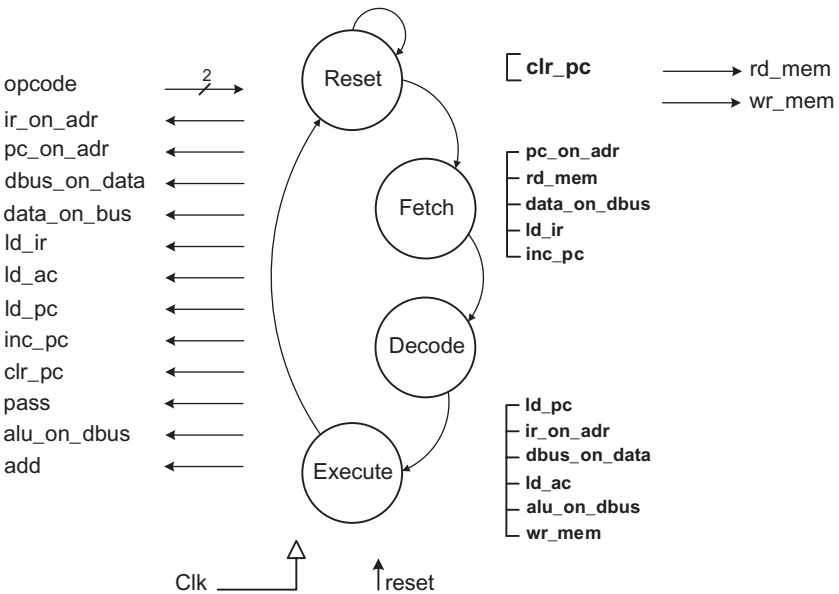 opcode
2
ir_on_adr
pc_on_adr
dbus_on_data
data_on_bus
ld_ir
ld_ac
ld_pc
inc_pc
clr_pc
pass
alu_on_dbus
add
Reset
Fetch
Decode
Execute
clr_pc
rd_mem
wr_mem
pc_on_adr
rd_mem
data_on_dbus
ld_ir
inc_pc
ld_pc
ir_on_adr
dbus_on_data
ld_ac
alu_on_dbus
wr_mem
Clk
reset